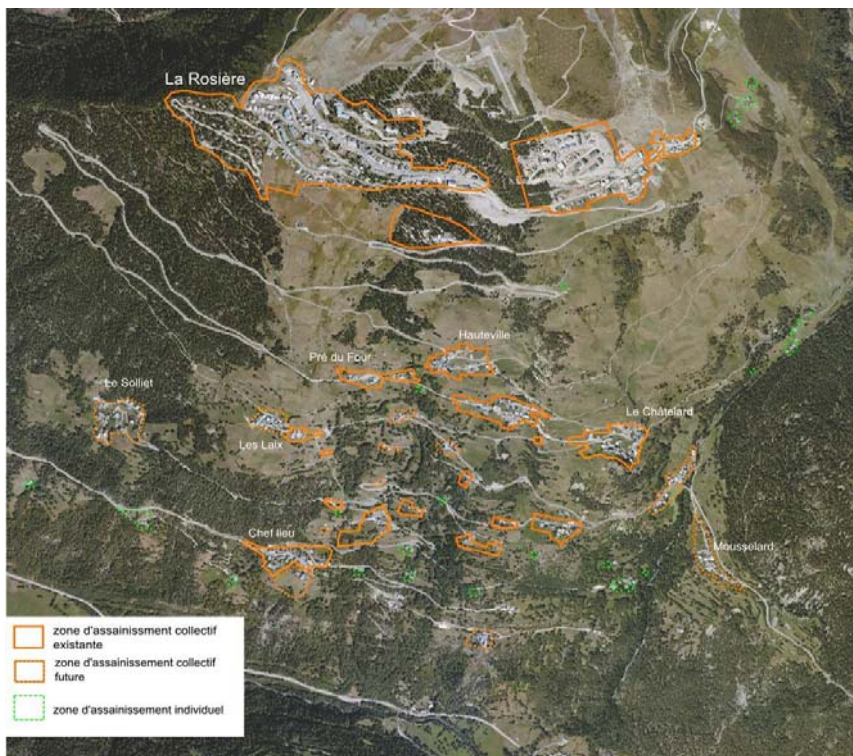 La Rosière
Hauteville
Pré du Four
Le Solliet
Le Châtelard
Les Laix
Chef lieu
Mousselard
zone d'assainissment collectif
existante
zone d'assainissement collectif
future
zone d'assainissement individuel